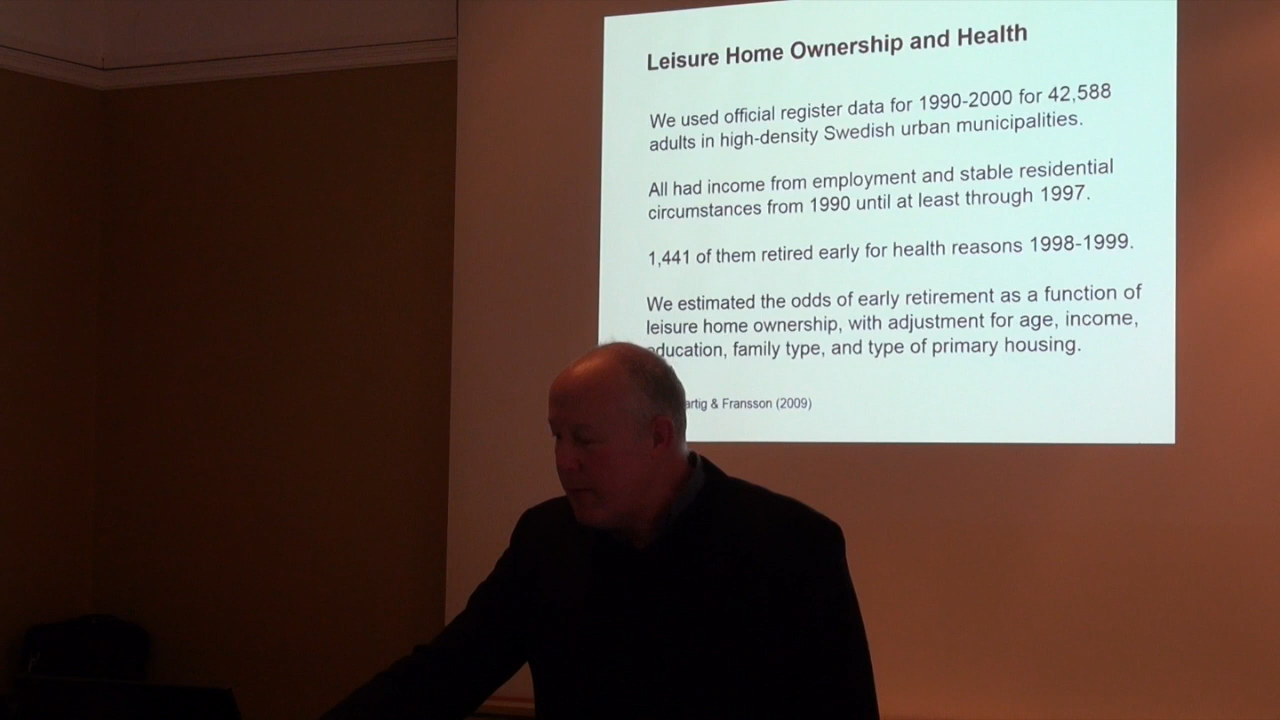 Leisure Home Ownership and Health
We used official register data for 1990-2000 for 42,588
adults in high-density Swedish urban municipalities.
All had income from employment and stable residential
circumstances from 1990 until at least through 1997.
1,441 of them retired early for health reasons 1998-1999.
We estimated the odds of early retirement as a function of
leisure home ownership, with adjustment for age, income,
education, family type, and type of primary housing.
artig & Fransson (2009)